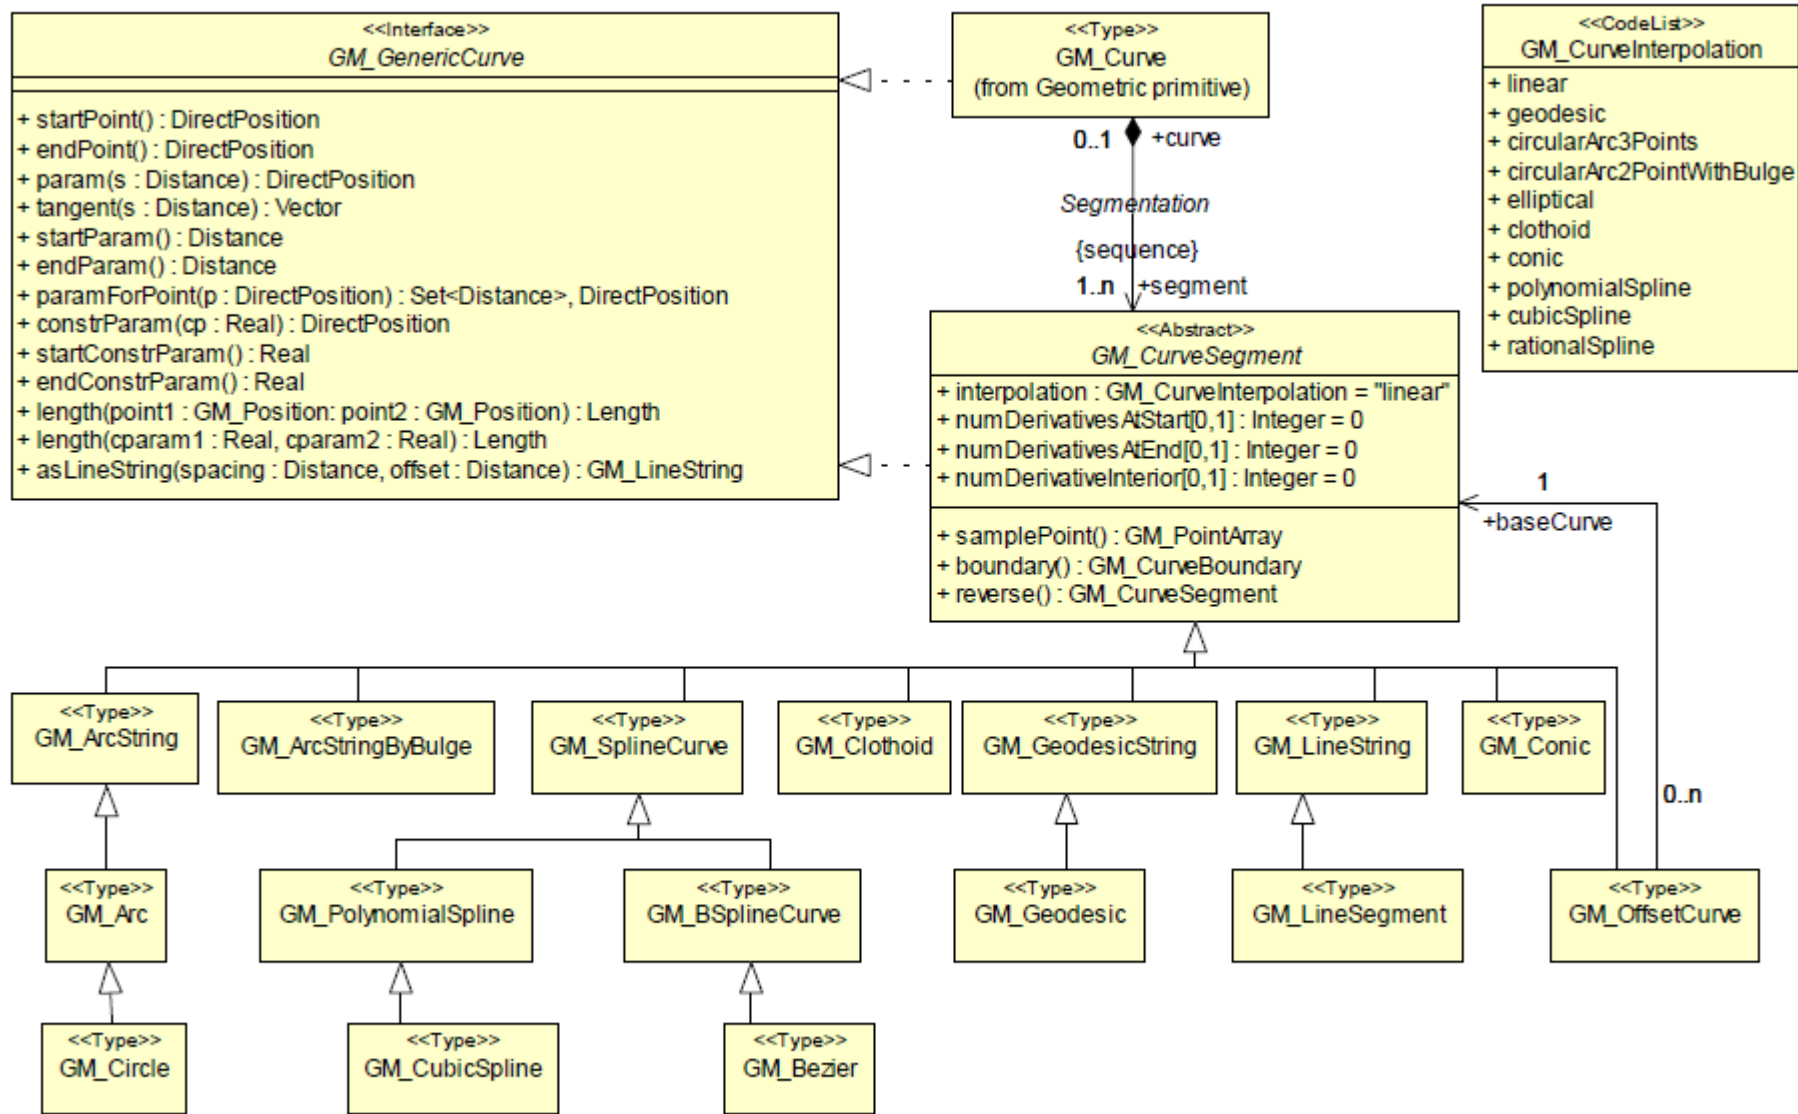 <<Interface>>
GM_GenericCurve
+ startPoint() : DirectPosition
+ endPoint() : DirectPosition
+ param(s : Distance) : DirectPosition
+ tangent(s : Distance) : Vector
+ startParam() : Distance
+ endParam() : Distance
+ paramForPoint(p : DirectPosition) : Set<Distance>, DirectPosition
+ constrParam(cp : Real) : DirectPosition
+ startConstrParam() : Real
+ endConstrParam() : Real
+ length(point1 : GM_Position: point2 : GM_Position) : Length
+ length(cparam1 : Real, cparam2 : Real) : Length
+ asLineString(spacing : Distance, offset : Distance) : GM_LineString
<<Type>>
GM_Curve
(from Geometric primitive)
0..1 +curve
Segmentation
{sequence}
1..n +segment
<<CodeList>>
GM_CurveInterpolation
+ linear
+ geodesic
+ circularArc3Points
+ circularArc2PointWithBulge
+ elliptical
+ clothoid
+ conic
+ polynomialSpline
+ cubicSpline
+ rationalSpline
<<Abstract>>
GM_CurveSegment
+ interpolation : GM_CurveInterpolation = "linear"
+ numDerivativesAtStart[0,1] : Integer = 0
+ numDerivativesAtEnd[0,1] : Integer = 0
+ numDerivativeInterior[0,1] : Integer = 0
+ samplePoint() : GM_PointArray
+ boundary() : GM_CurveBoundary
+ reverse() : GM_CurveSegment
1
+baseCurve
0..n
<<Type>>
GM_ArcString
<<Type>>
GM_ArcStringByBulge
<<Type>>
GM_SplineCurve
<<Type>>
GM_Clothoid
<<Type>>
GM_GeodesicString
<<Type>>
GM_LineString
<<Type>>
GM_Conic
<<Type>>
GM_Arc
<<Type>>
GM_PolynomialSpline
<<Type>>
GM_BSplineCurve
<<Type>>
GM_Geodesic
<<Type>>
GM_LineSegment
<<Type>>
GM_OffsetCurve
<<Type>>
GM_Circle
<<Type>>
GM_CubicSpline
<<Type>>
GM_Bezier